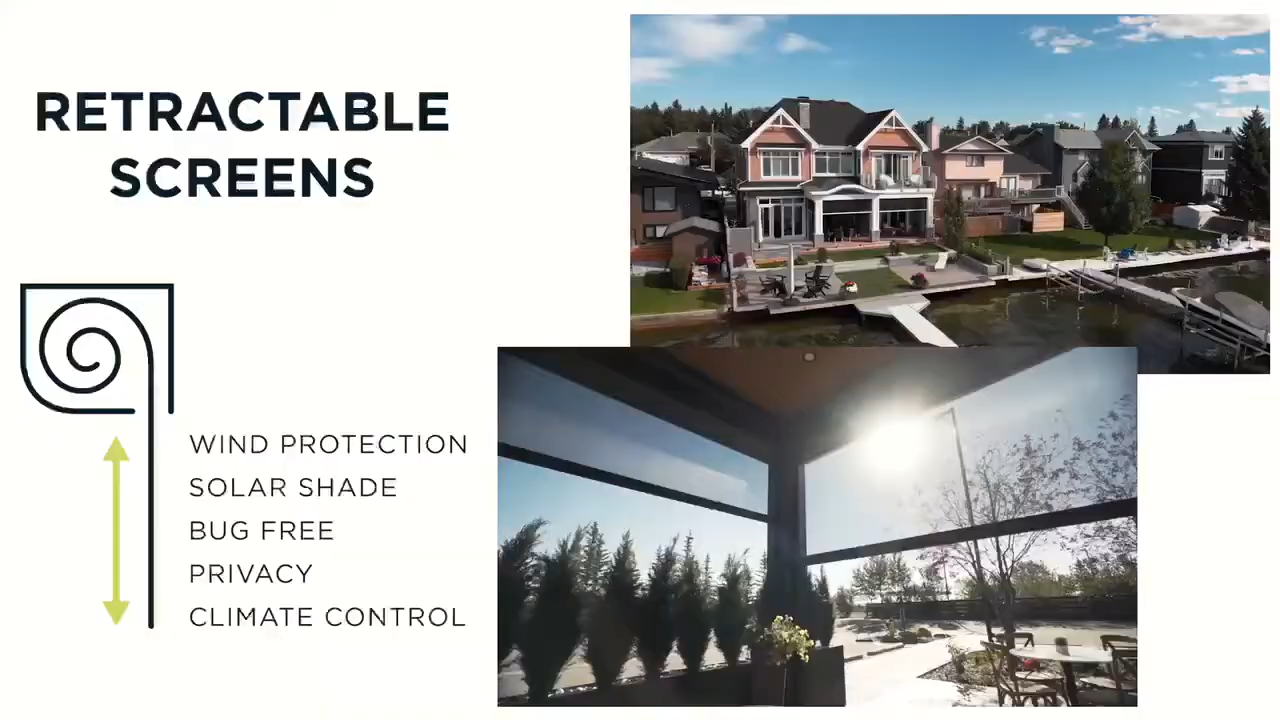 RETRACTABLE
SCREENS
WIND PROTECTION
SOLAR SHADE
BUG FREE
PRIVACY
CLIMATE CONTROL